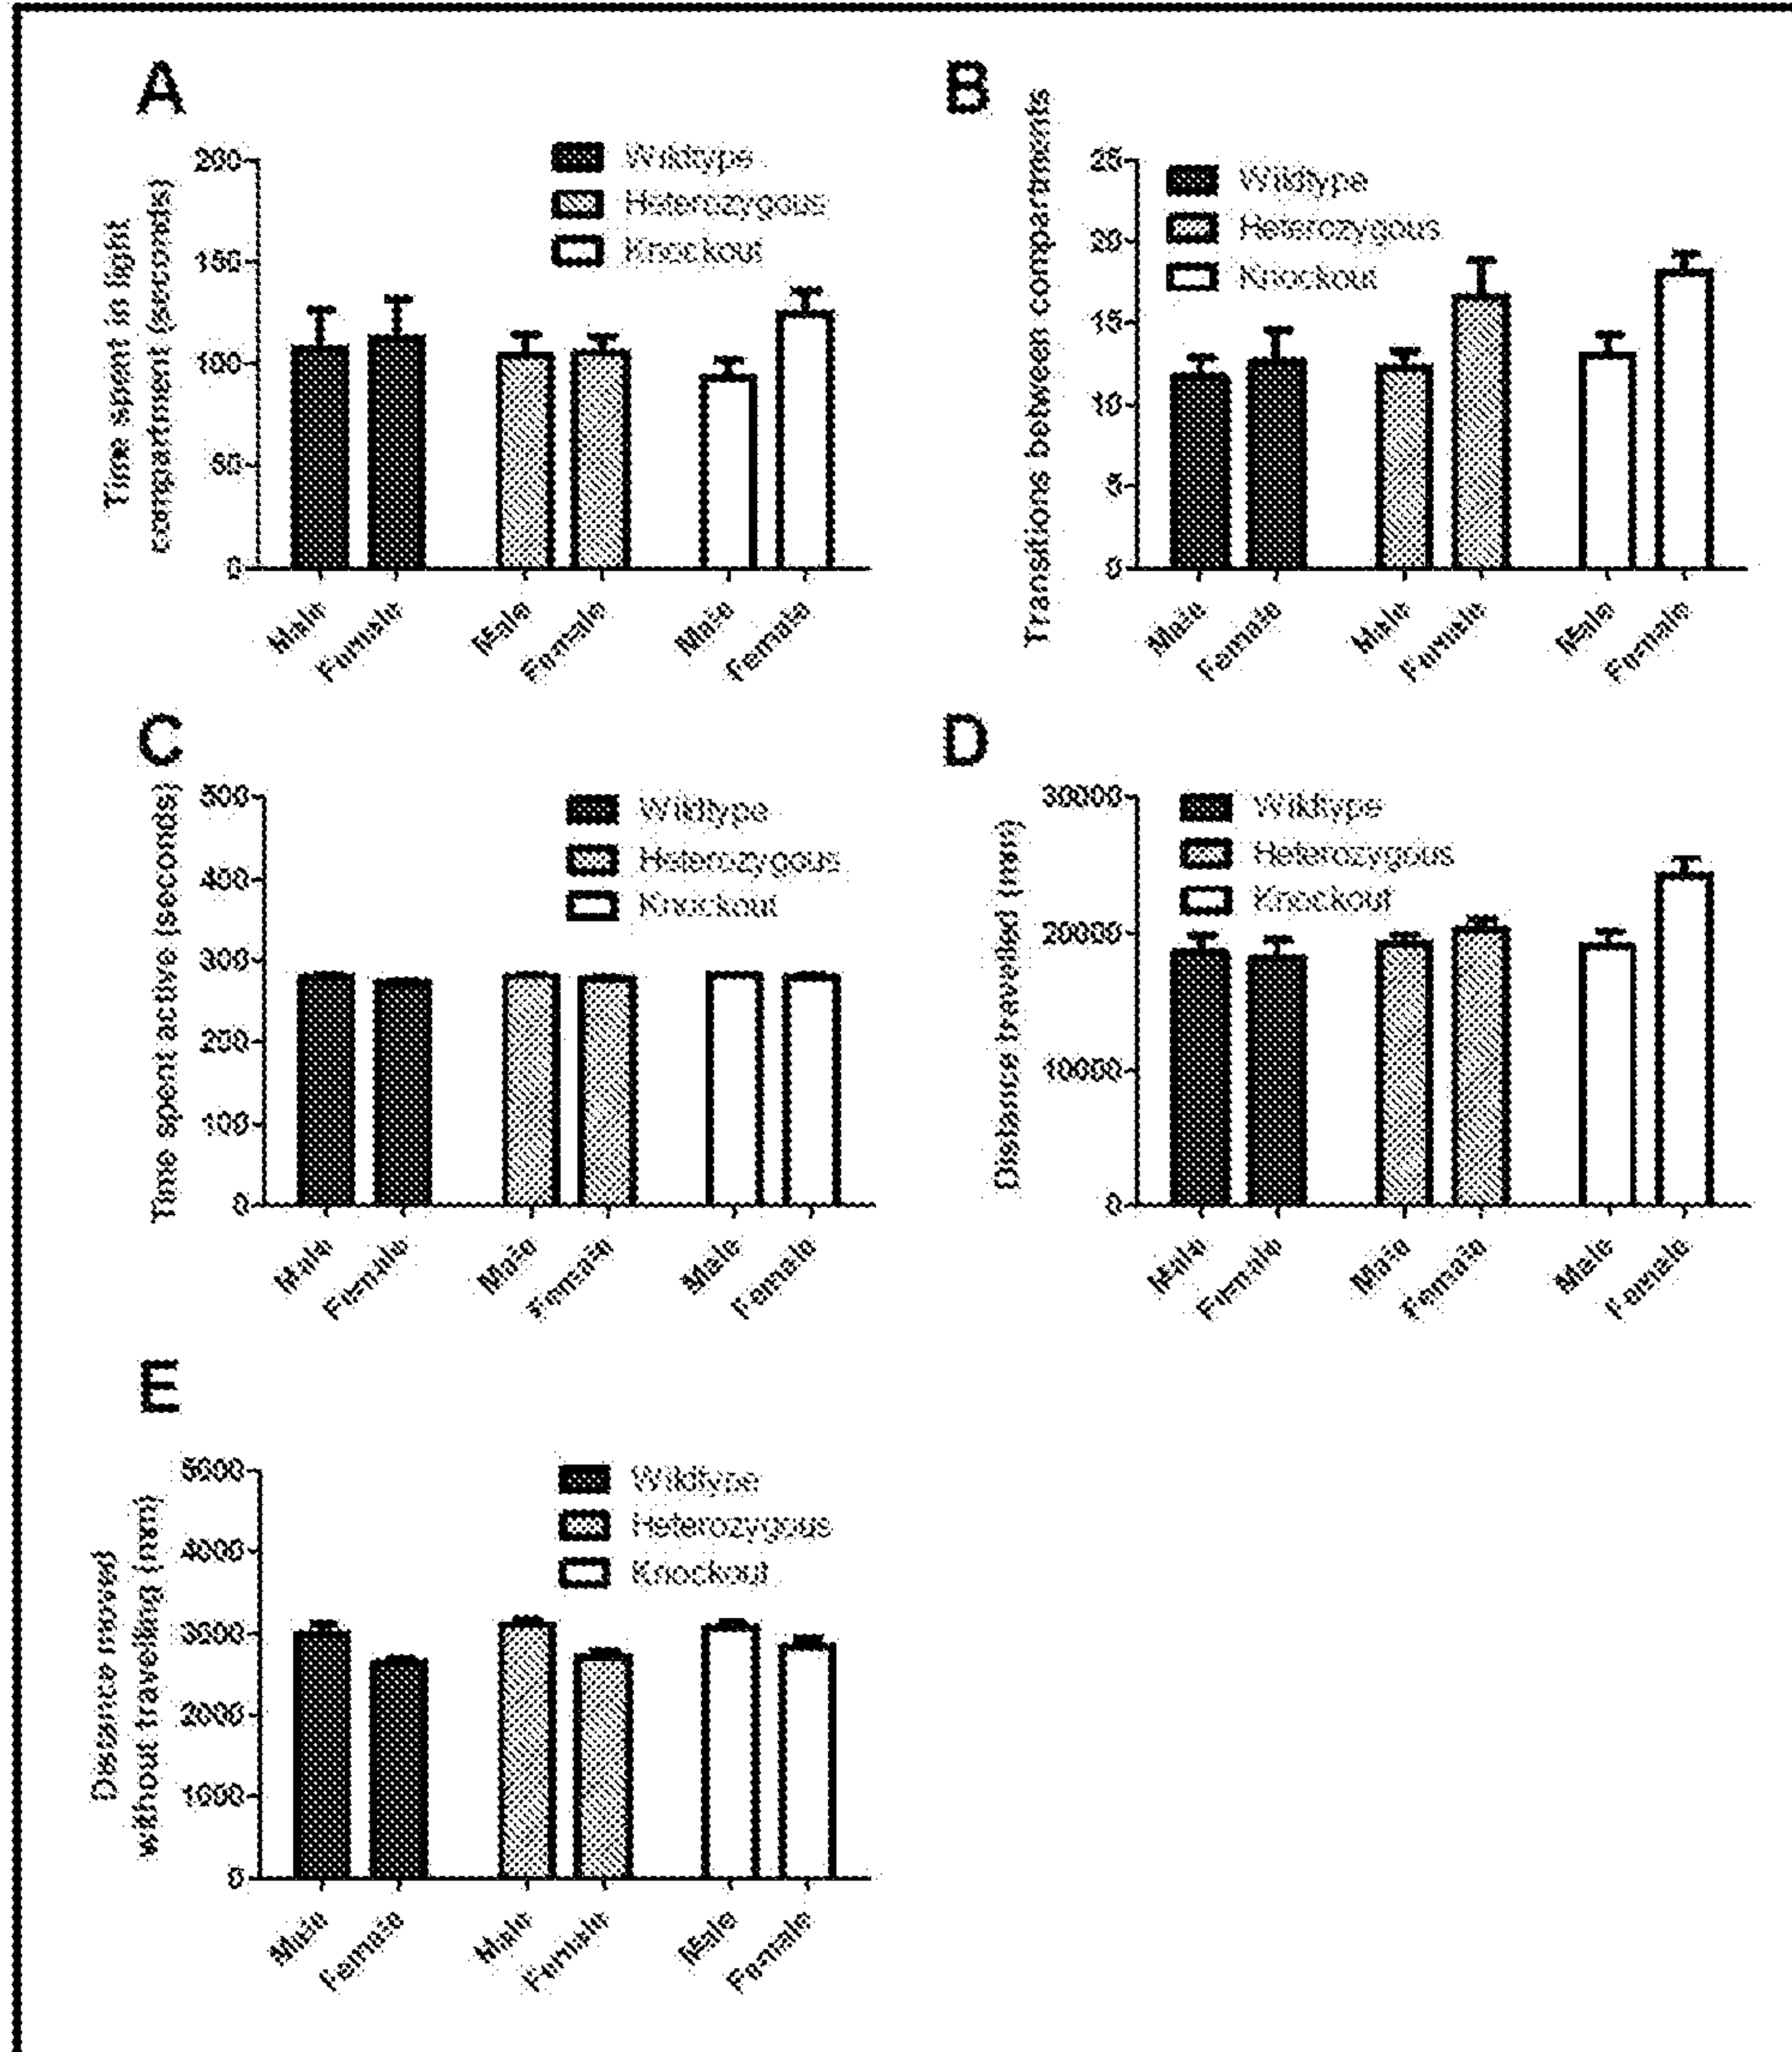 A
Time spent in light
compartment (seconds)
200
150
100
50
0
Wildtype
Heterozygous
Knockout
Male
Female
Male
Female
Male
Female
B
Transitions between compartments
25
20
15
10
5
0
Wildtype
Heterozygous
Knockout
Male
Female
Male
Female
Male
Female
C
Time spent active (seconds)
500
400
300
200
100
0
Wildtype
Heterozygous
Knockout
Male
Female
Male
Female
Male
Female
D
Distance travelled (mm)
30000
20000
10000
0
Wildtype
Heterozygous
Knockout
Male
Female
Male
Female
Male
Female
E
Distance moved
without travelling (mm)
5000
4000
3000
2000
1000
0
Wildtype
Heterozygous
Knockout
Male
Female
Male
Female
Male
Female